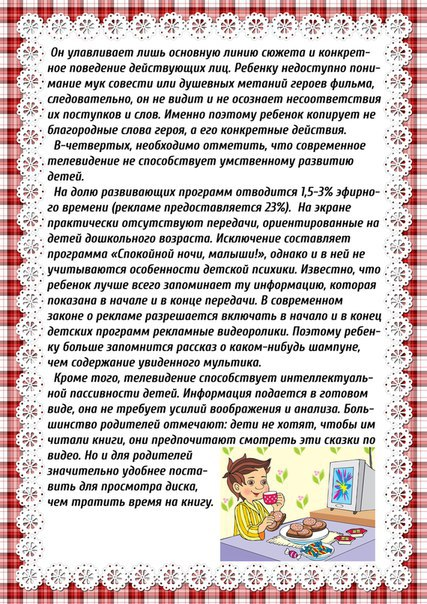 Он улавливает лишь основную линию сюжета и конкрет-
ное поведение действующих лиц. Ребенку недоступно пони-
мание мук совести или душевных метаний героев фильма,
следовательно, он не видит и не осознает несоответствия
их поступков и слов. Именно поэтому ребенок копирует не
благородные слова героя, а его конкретные действия.
В-четвертых, необходимо отметить, что современное
телевидение не способствует умственному развитию
детей.
На долю развивающих программ отводится 1,5-3% эфирно-
го времени (рекламе предоставляется 23%). На экране
практически отсутствуют передачи, ориентированные на
детей дошкольного возраста. Исключение составляет
программа «Спокойной ночи, малыши!», однако и в ней не
учитываются особенности детской психики. Известно, что
ребенок лучше всего запоминает ту информацию, которая
показана в начале и в конце передачи. В современном
законе о рекламе разрешается включать в начало и в конец
детских программ рекламные видеоролики. Поэтому ребен-
ку больше запомнится рассказ о каком-нибудь шампуне,
чем содержание увиденного мультика.
Кроме того, телевидение способствует интеллектуаль-
ной пассивности детей. Информация подается в готовом
виде, она не требует усилий воображения и анализа. Боль-
шинство родителей отмечают: дети не хотят, чтобы им
читали книги, они предпочитают смотреть эти сказки по
видео. Но и для родителей
значительно удобнее поста-
вить для просмотра диска,
чем тратить время на книгу.